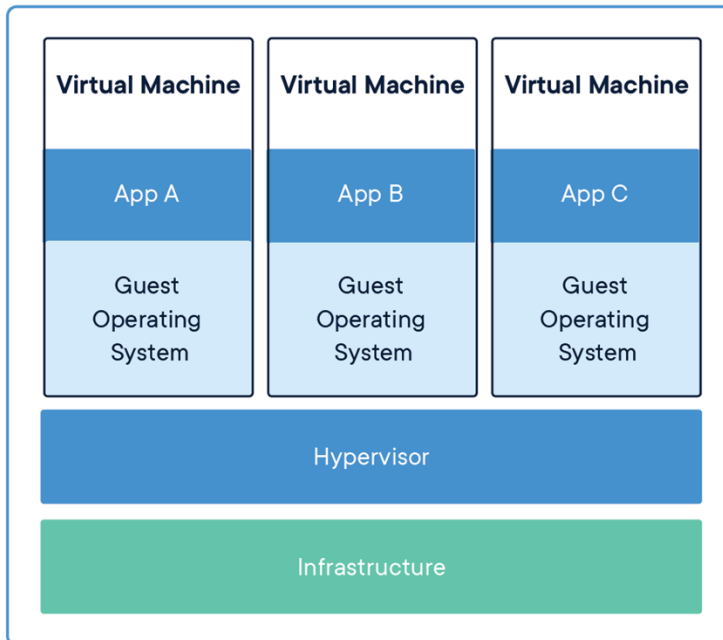 Virtual Machine
Virtual Machine
Virtual Machine
App A
App B
App C
Guest
Operating
System
Guest
Operating
System
Guest
Operating
System
Hypervisor
Infrastructure